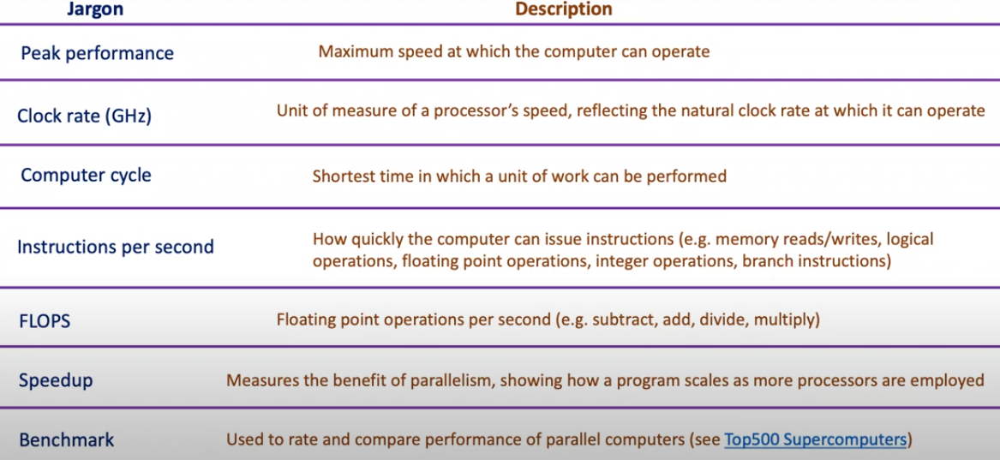 Jargon Description
Peak performance Maximum speed at which the computer can operate
Clock rate (GHz) Unit of measure of a processor's speed, reflecting the natural clock rate at which it can operate
Computer cycle Shortest time in which a unit of work can be performed
Instructions per second How quickly the computer can issue instructions (e.g. memory reads/writes, logical
operations, floating point operations, integer operations, branch instructions)
FLOPS Floating point operations per second (e.g. subtract, add, divide, multiply)
Speedup Measures the benefit of parallelism, showing how a program scales as more processors are employed
Benchmark Used to rate and compare performance of parallel computers (see Top500 Supercomputers)